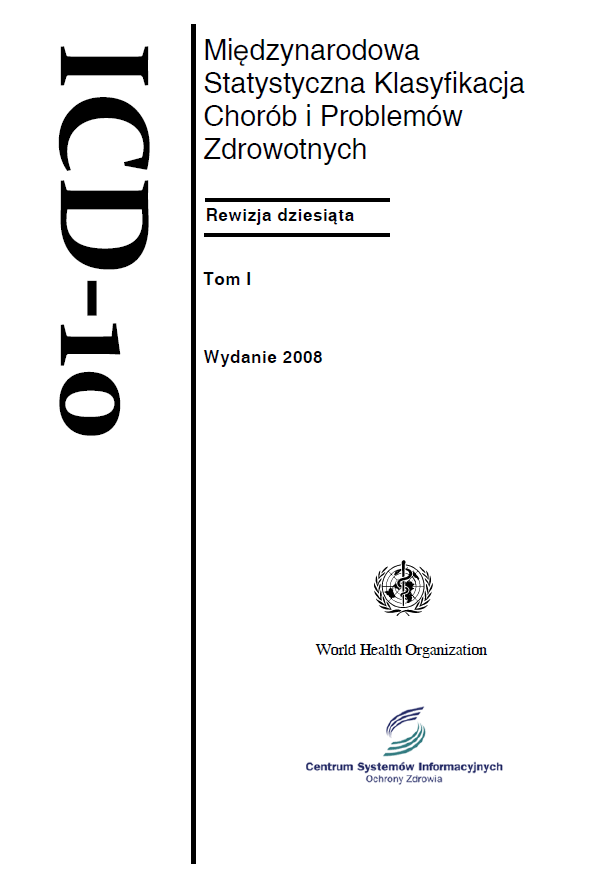 ICD-10
Międzynarodowa
Statystyczna Klasyfikacja
Chorób i Problemów
Zdrowotnych
Rewizja dziesiąta
Tom I
Wydanie 2008
World Health Organization
Centrum Systemów Informacyjnych
Ochrony Zdrowia